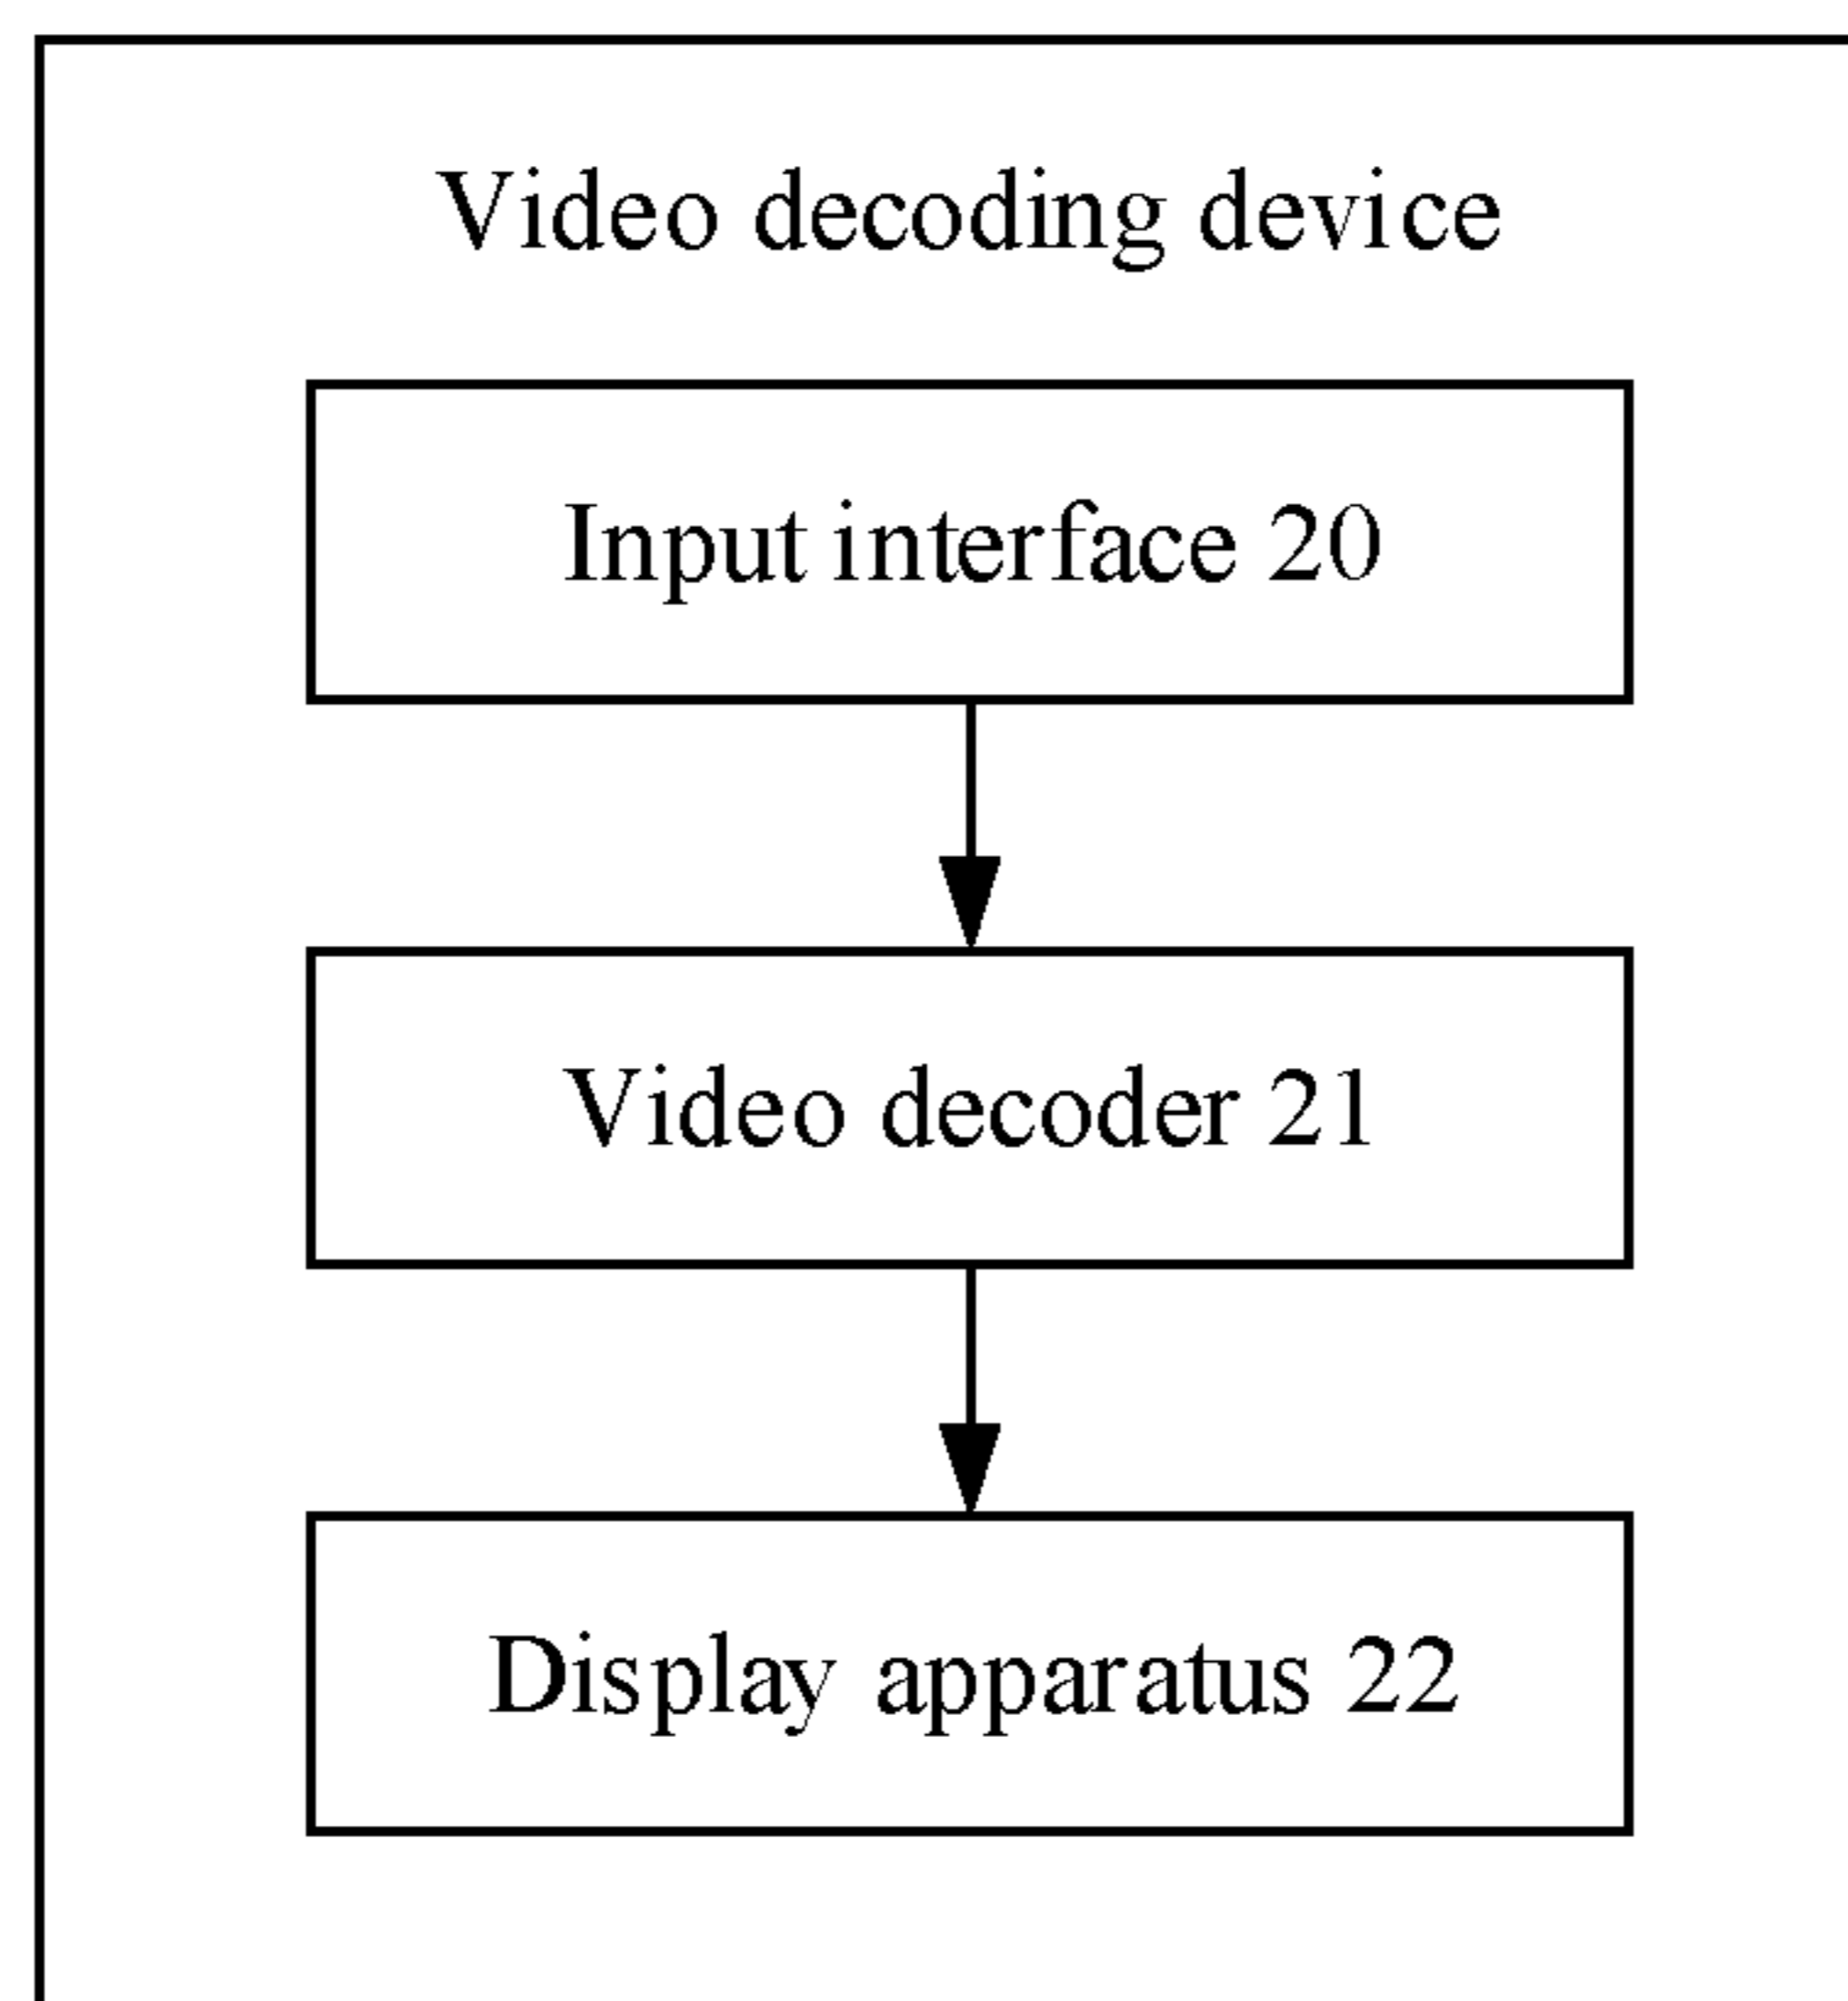 Video decoding device
Input interface 20
Video decoder 21
Display apparatus 22